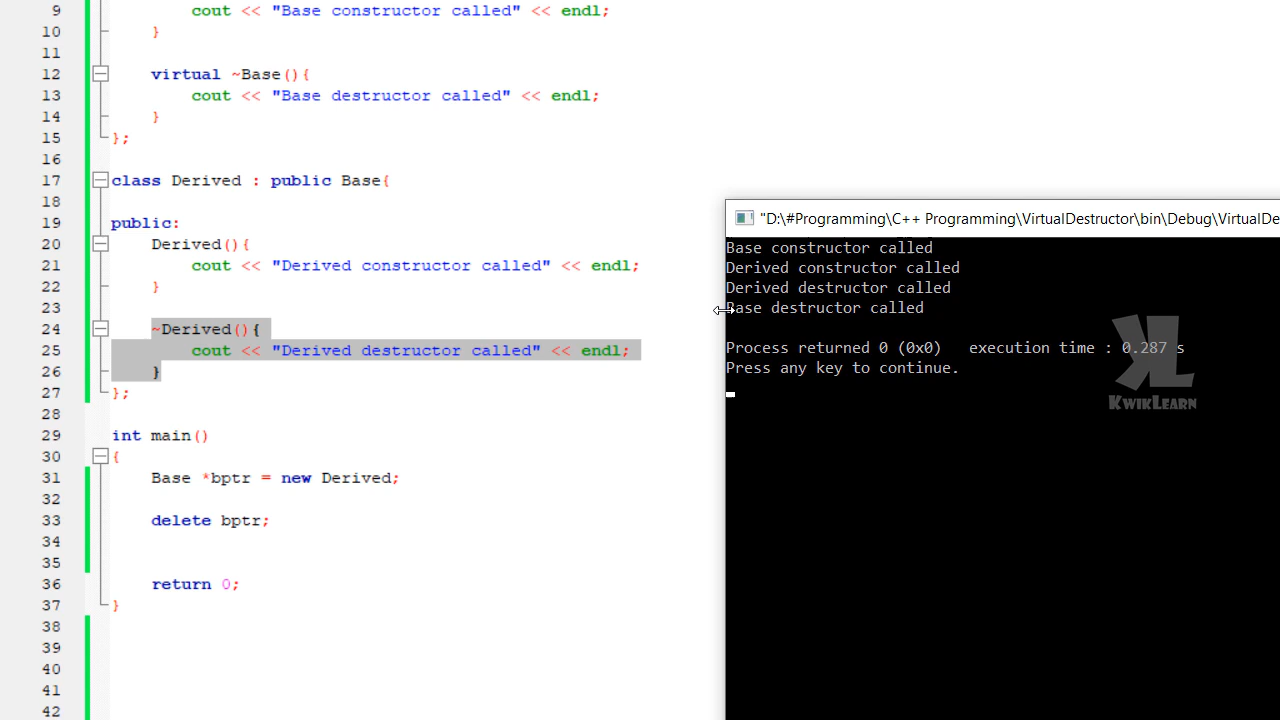 9 cout << "Base constructor called" << endl;
10 }
11
12 virtual ~Base(){
13 cout << "Base destructor called" << endl;
14 }
15 };
16
17 class Derived : public Base{
18
19 public:
20 Derived(){
21 cout << "Derived constructor called" << endl;
22 }
23
24 ~Derived(){
25 cout << "Derived destructor called" << endl;
26 }
27 };
28
29 int main()
30 {
31 Base *bptr = new Derived;
32
33 delete bptr;
34
35
36 return 0;
37 }
38
39
40
41
42
"D:\#Programming\C++ Programming\VirtualDestructor\bin\Debug\VirtualDe
Base constructor called
Derived constructor called
Derived destructor called
Base destructor called
Process returned 0 (0x0) execution time : 0.287 s
Press any key to continue.
KL
KWIKLEARN